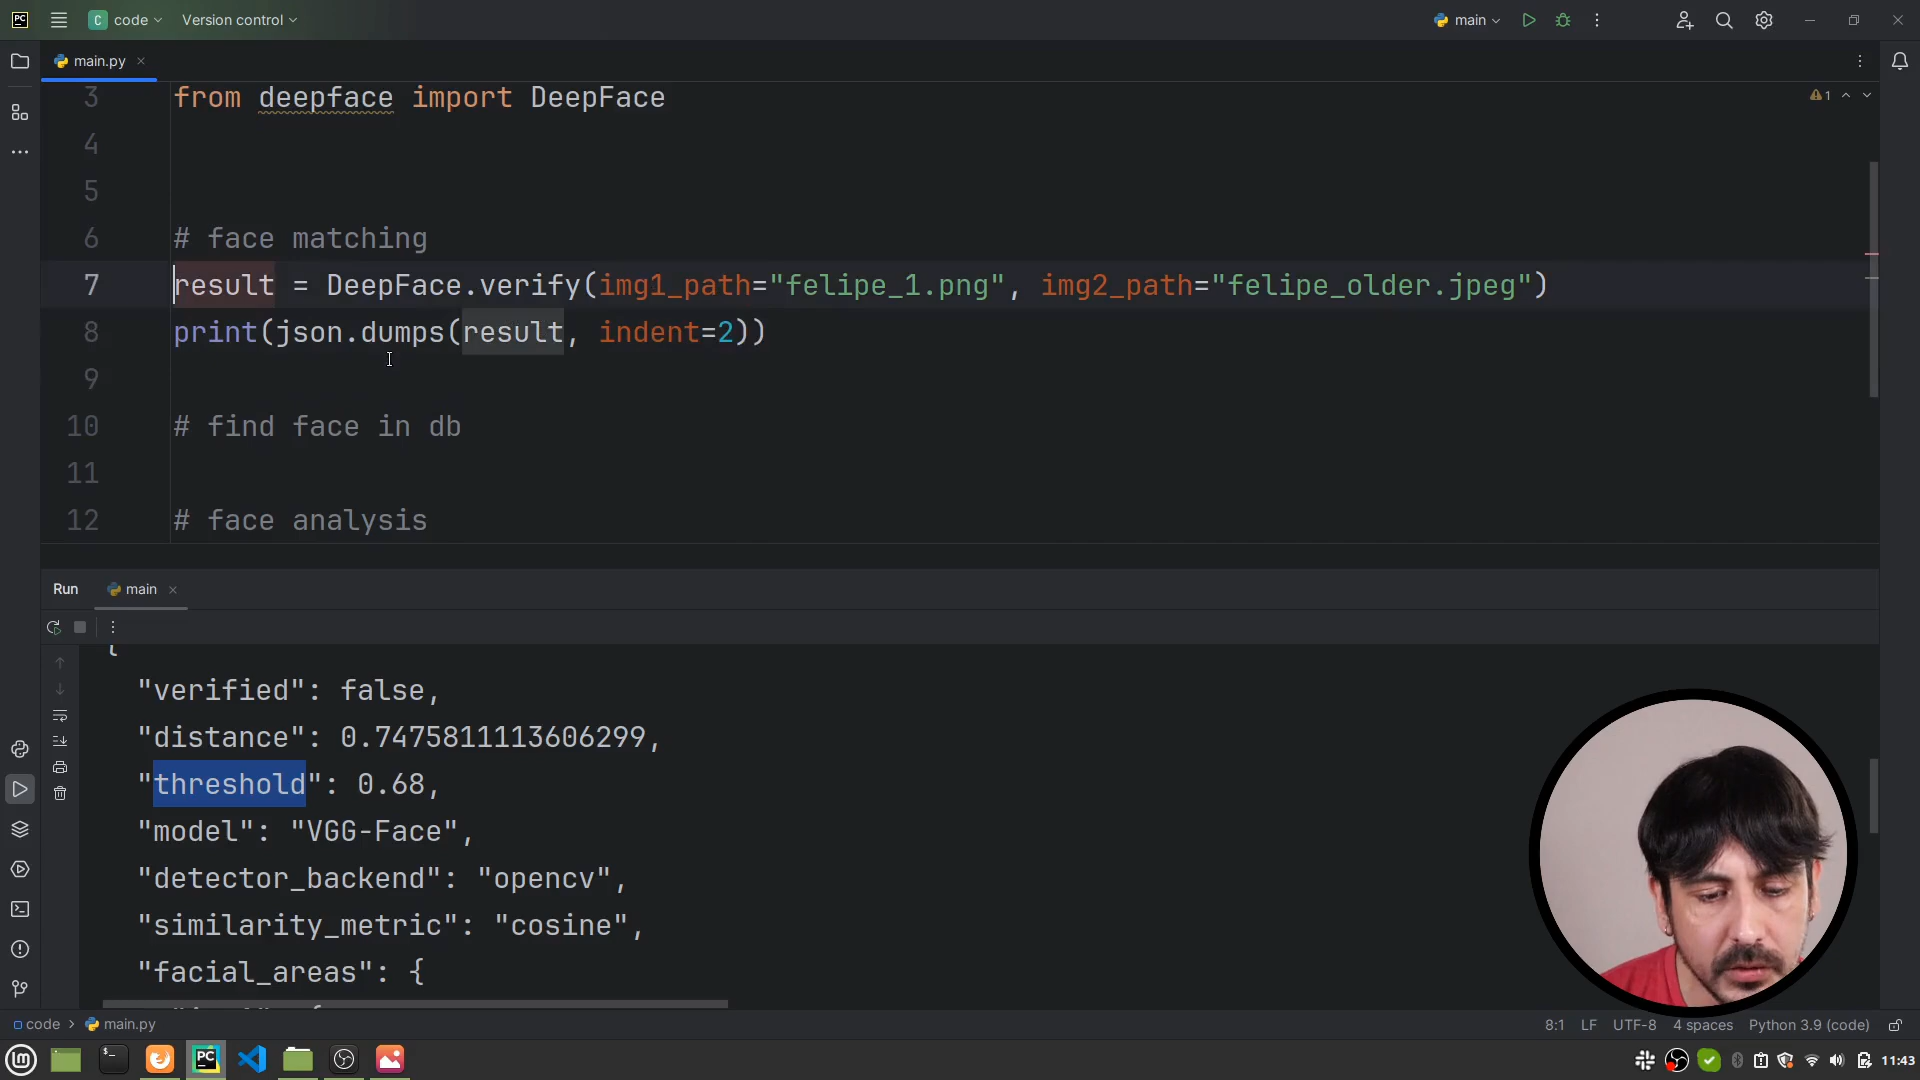 PC
C code
Version control
main
main.py
3 from deepface import DeepFace
1
4
5
6 # face matching
7 result = DeepFace.verify(img1_path="felipe_1.png", img2_path="felipe_older.jpeg")
8 print(json.dumps(result, indent=2))
9
10 # find face in db
11
12 # face analysis
Run
main
{
"verified": false,
"distance": 0.7475811113606299,
"threshold": 0.68,
"model": "VGG-Face",
"detector_backend": "opencv",
"similarity_metric": "cosine",
"facial_areas": {
code > main.py
8:1
LF
UTF-8
4 spaces
Python 3.9 (code)
PC
11:43